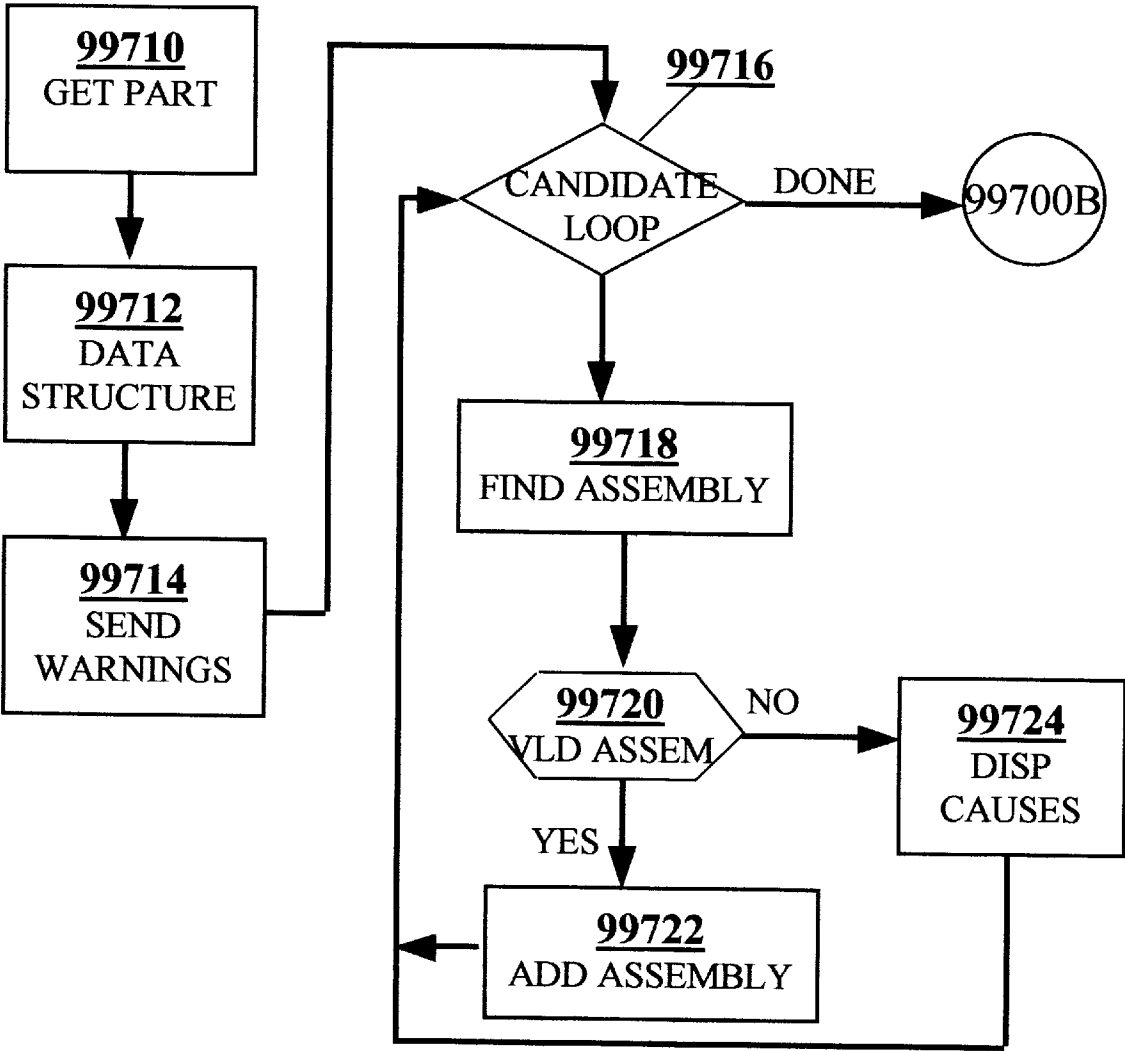 99710
GET PART
99712
DATA
STRUCTURE
99714
SEND
WARNINGS
99716
CANDIDATE
LOOP
DONE
99700B
99718
FIND ASSEMBLY
99720
VLD ASSEM
NO
99724
DISP
CAUSES
YES
99722
ADD ASSEMBLY